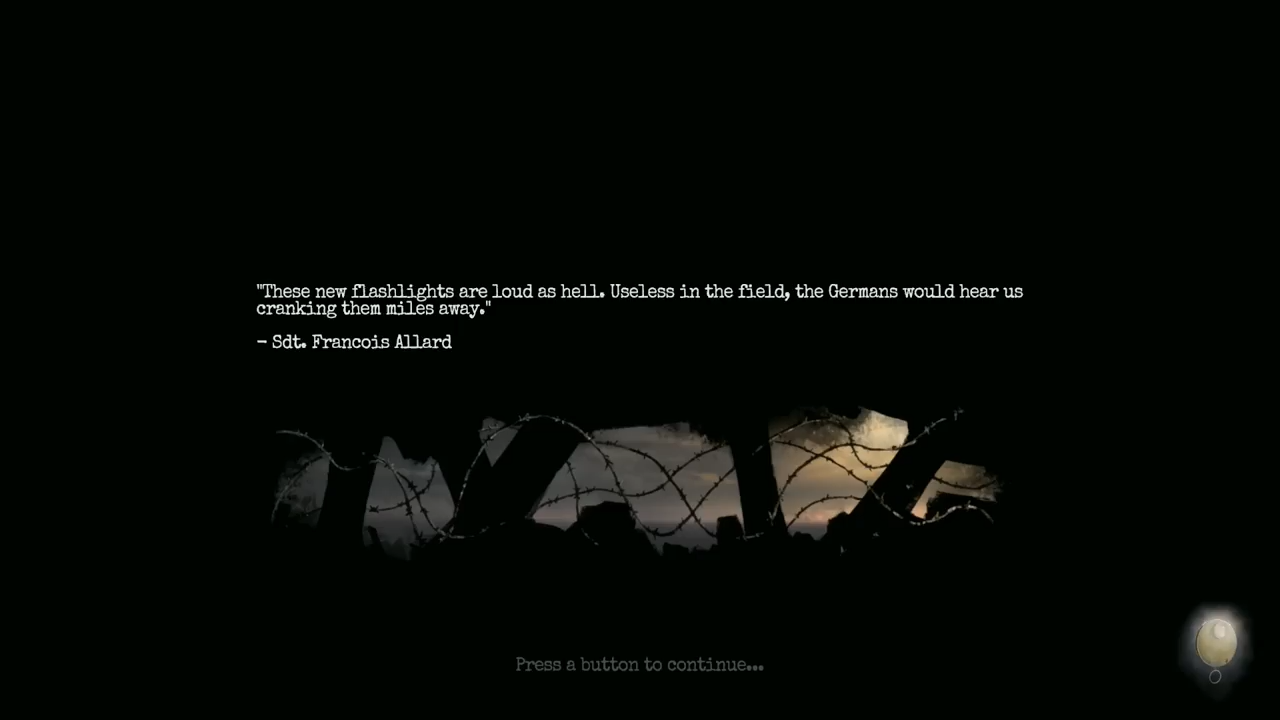 "These new flashlights are loud as hell. Useless in the field, the Germans would hear us
cranking them miles away."
– Sdt. Francois Allard
Press a button to continue...